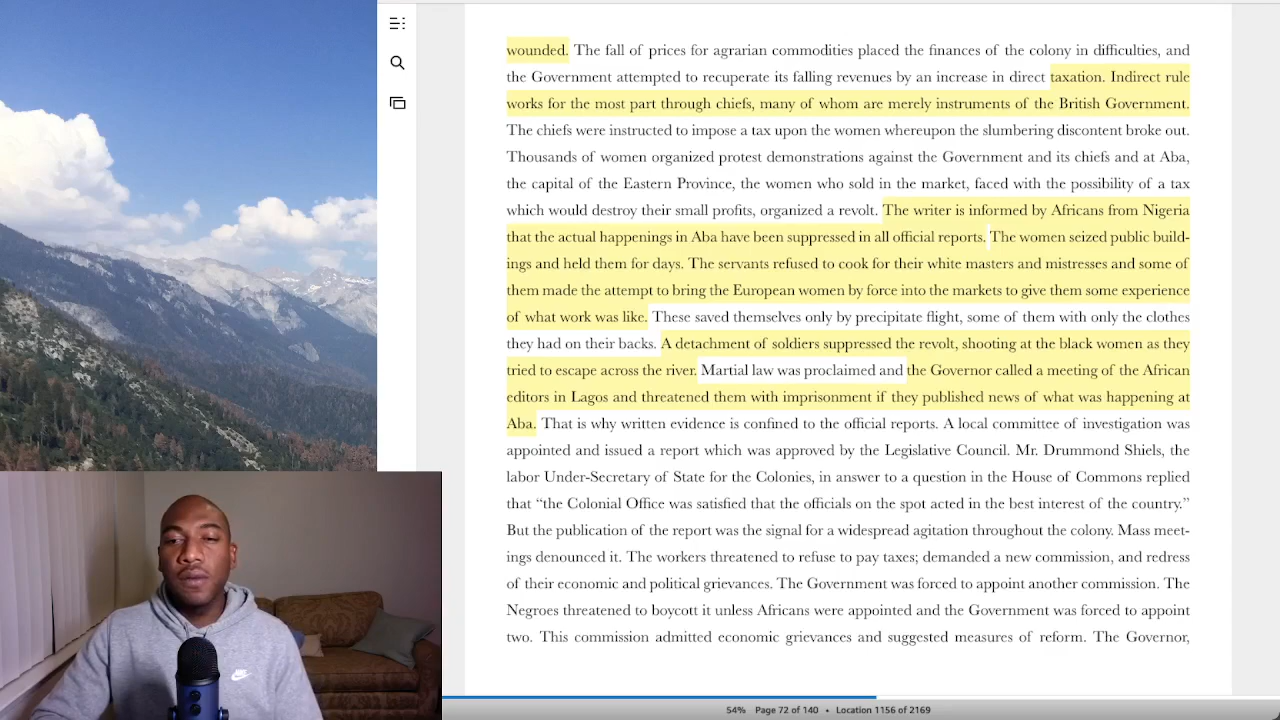 wounded. The fall of prices for agrarian commodities placed the finances of the colony in difficulties, and
the Government attempted to recuperate its falling revenues by an increase in direct taxation. Indirect rule
works for the most part through chiefs, many of whom are merely instruments of the British Government.
The chiefs were instructed to impose a tax upon the women whereupon the slumbering discontent broke out.
Thousands of women organized protest demonstrations against the Government and its chiefs and at Aba,
the capital of the Eastern Province, the women who sold in the market, faced with the possibility of a tax
which would destroy their small profits, organized a revolt. The writer is informed by Africans from Nigeria
that the actual happenings in Aba have been suppressed in all official reports. The women seized public build-
ings and held them for days. The servants refused to cook for their white masters and mistresses and some of
them made the attempt to bring the European women by force into the markets to give them some experience
of what work was like. These saved themselves only by precipitate flight, some of them with only the clothes
they had on their backs. A detachment of soldiers suppressed the revolt, shooting at the black women as they
tried to escape across the river. Martial law was proclaimed and the Governor called a meeting of the African
editors in Lagos and threatened them with imprisonment if they published news of what was happening at
Aba. That is why written evidence is confined to the official reports. A local committee of investigation was
appointed and issued a report which was approved by the Legislative Council. Mr. Drummond Shiels, the
labor Under-Secretary of State for the Colonies, in answer to a question in the House of Commons replied
that “the Colonial Office was satisfied that the officials on the spot acted in the best interest of the country.”
But the publication of the report was the signal for a widespread agitation throughout the colony. Mass meet-
ings denounced it. The workers threatened to refuse to pay taxes; demanded a new commission, and redress
of their economic and political grievances. The Government was forced to appoint another commission. The
Negroes threatened to boycott it unless Africans were appointed and the Government was forced to appoint
two. This commission admitted economic grievances and suggested measures of reform. The Governor,
54% Page 72 of 140 • Location 1156 of 2169